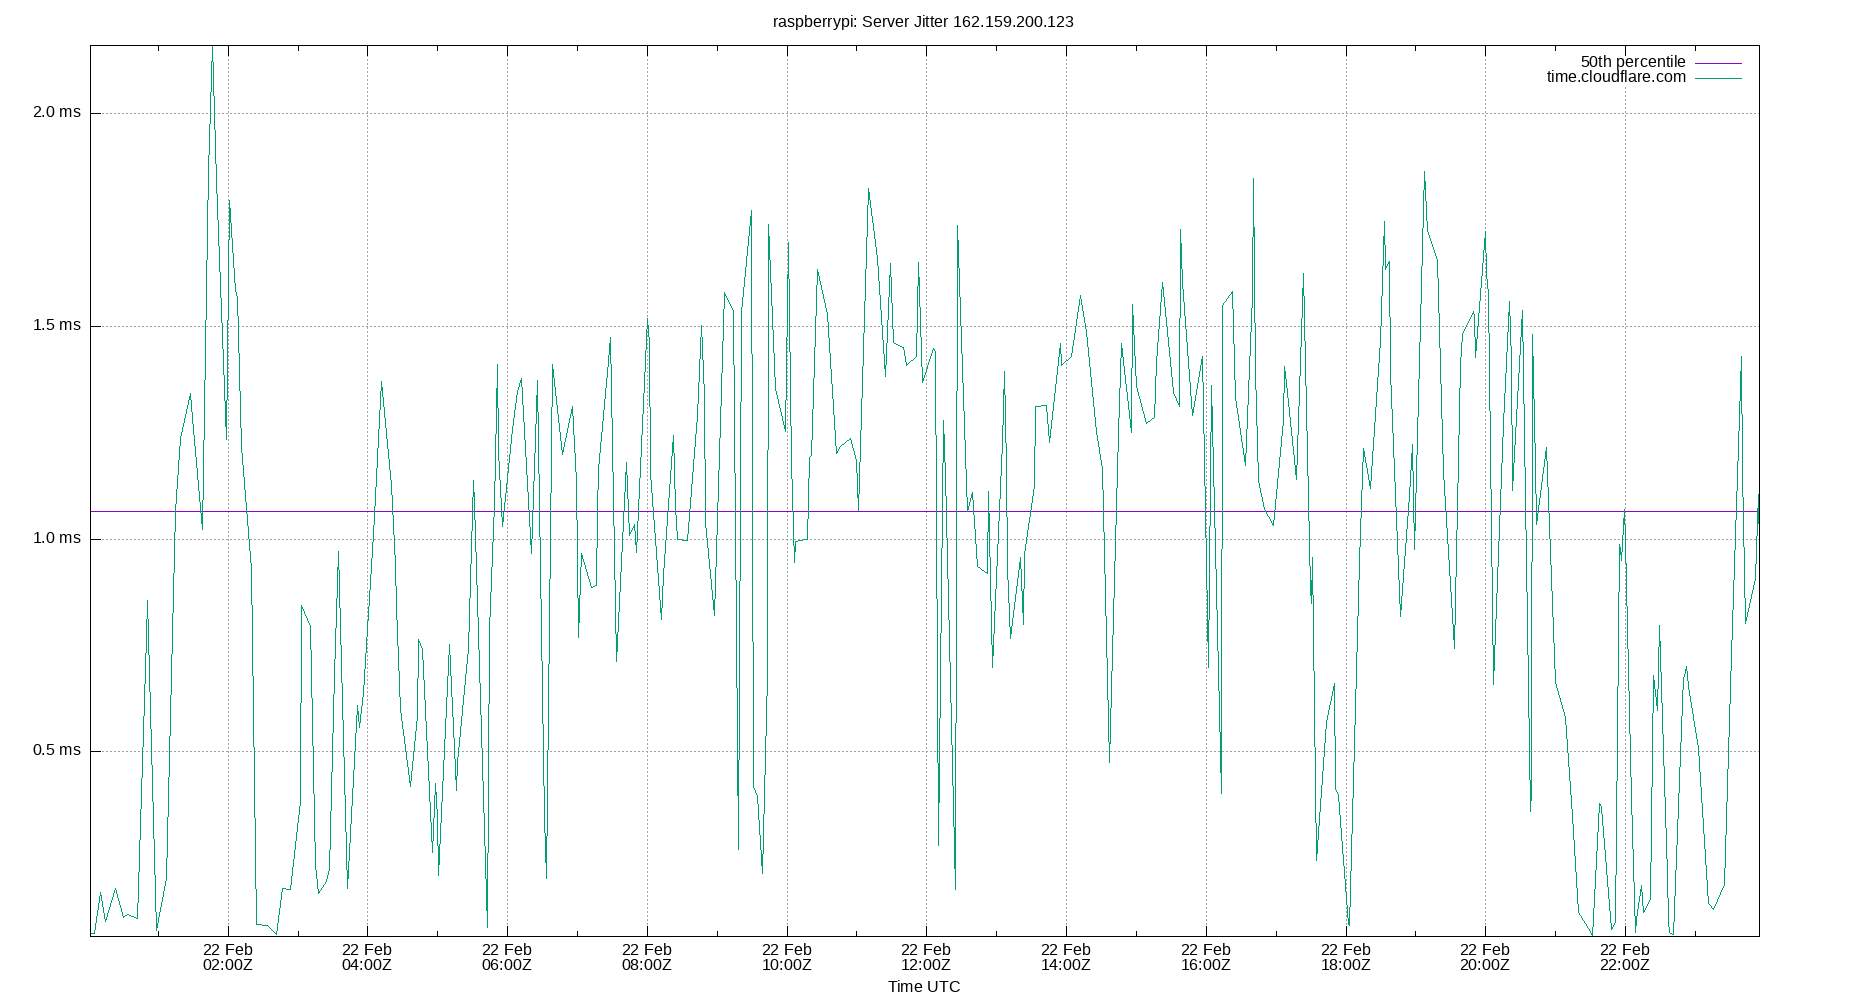 raspberrypi: Server Jitter 162.159.200.123
50th percentile
time.cloudflare.com
2.0 ms
1.5 ms
1.0 ms
0.5 ms
22 Feb 22 Feb 22 Feb 22 Feb 22 Feb 22 Feb 22 Feb 22 Feb 22 Feb 22 Feb 22 Feb
02:00Z 04:00Z 06:00Z 08:00Z 10:00Z 12:00Z 14:00Z 16:00Z 18:00Z 20:00Z 22:00Z
Time UTC